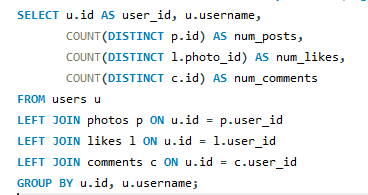 SELECT u.id AS user_id, u.username,
COUNT(DISTINCT p.id) AS num_posts,
COUNT(DISTINCT l.photo_id) AS num_likes,
COUNT(DISTINCT c.id) AS num_comments
FROM users u
LEFT JOIN photos p ON u.id = p.user_id
LEFT JOIN likes l ON u.id = l.user_id
LEFT JOIN comments c ON u.id = c.user_id
GROUP BY u.id, u.username;